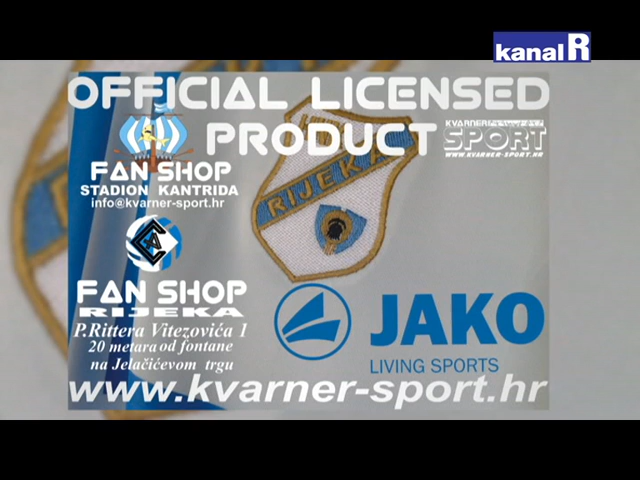 kanal R
OFFICIAL LICENSED
PRODUCT
KVARNER
SPORT
WWW.KVARNER-SPORT.HR
FAN SHOP
STADION KANTRIDA
info@kvarner-sport.hr
RIJEKA
FAN SHOP
RIJEKA
P.Rittera Vitezovića 1
20 metara od fontane
na Jelačićevom trgu
JAKO
LIVING SPORTS
www.kvarner-sport.hr